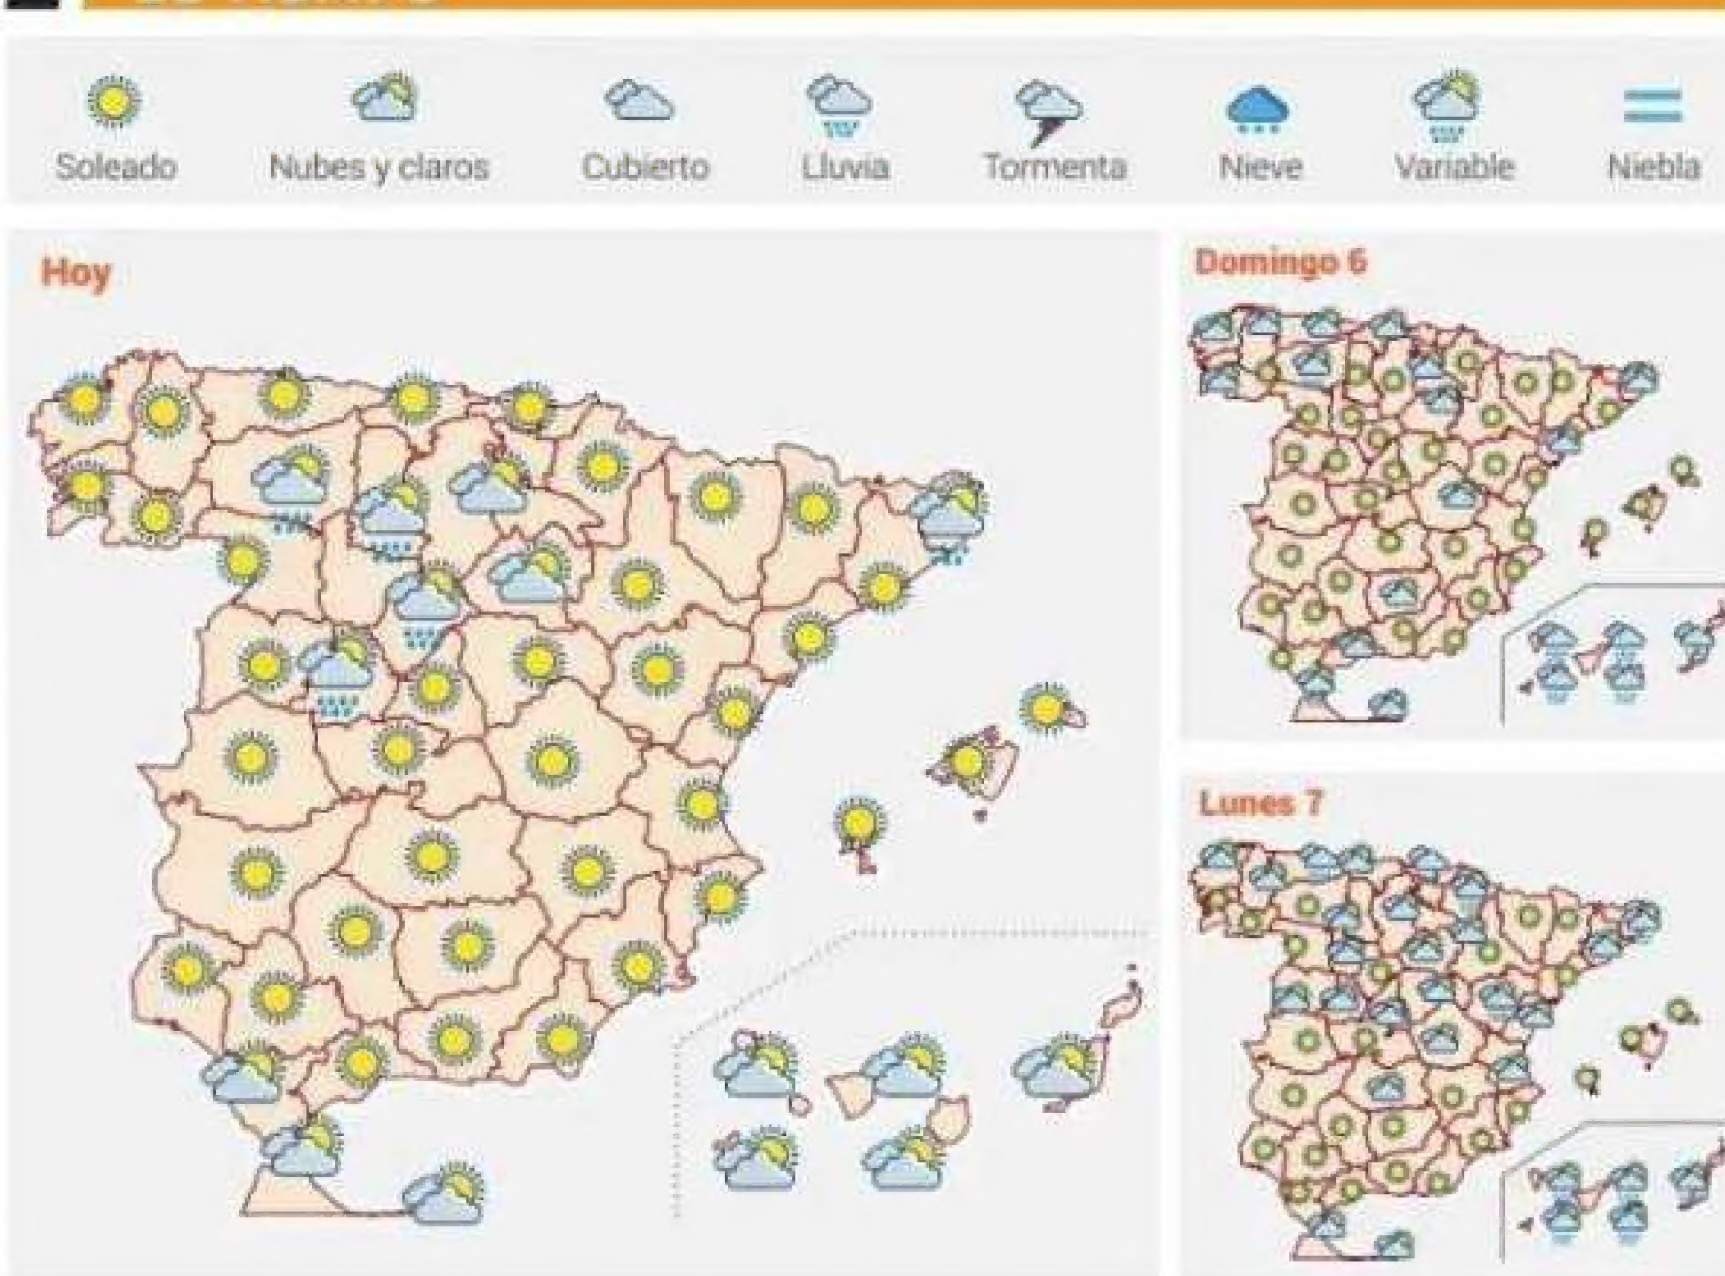 Soleado
Nubes y claros
Cubierto
Lluvia
Tormenta
Nieve
Variable
Niebla
Hoy
Domingo 6
Lunes 7